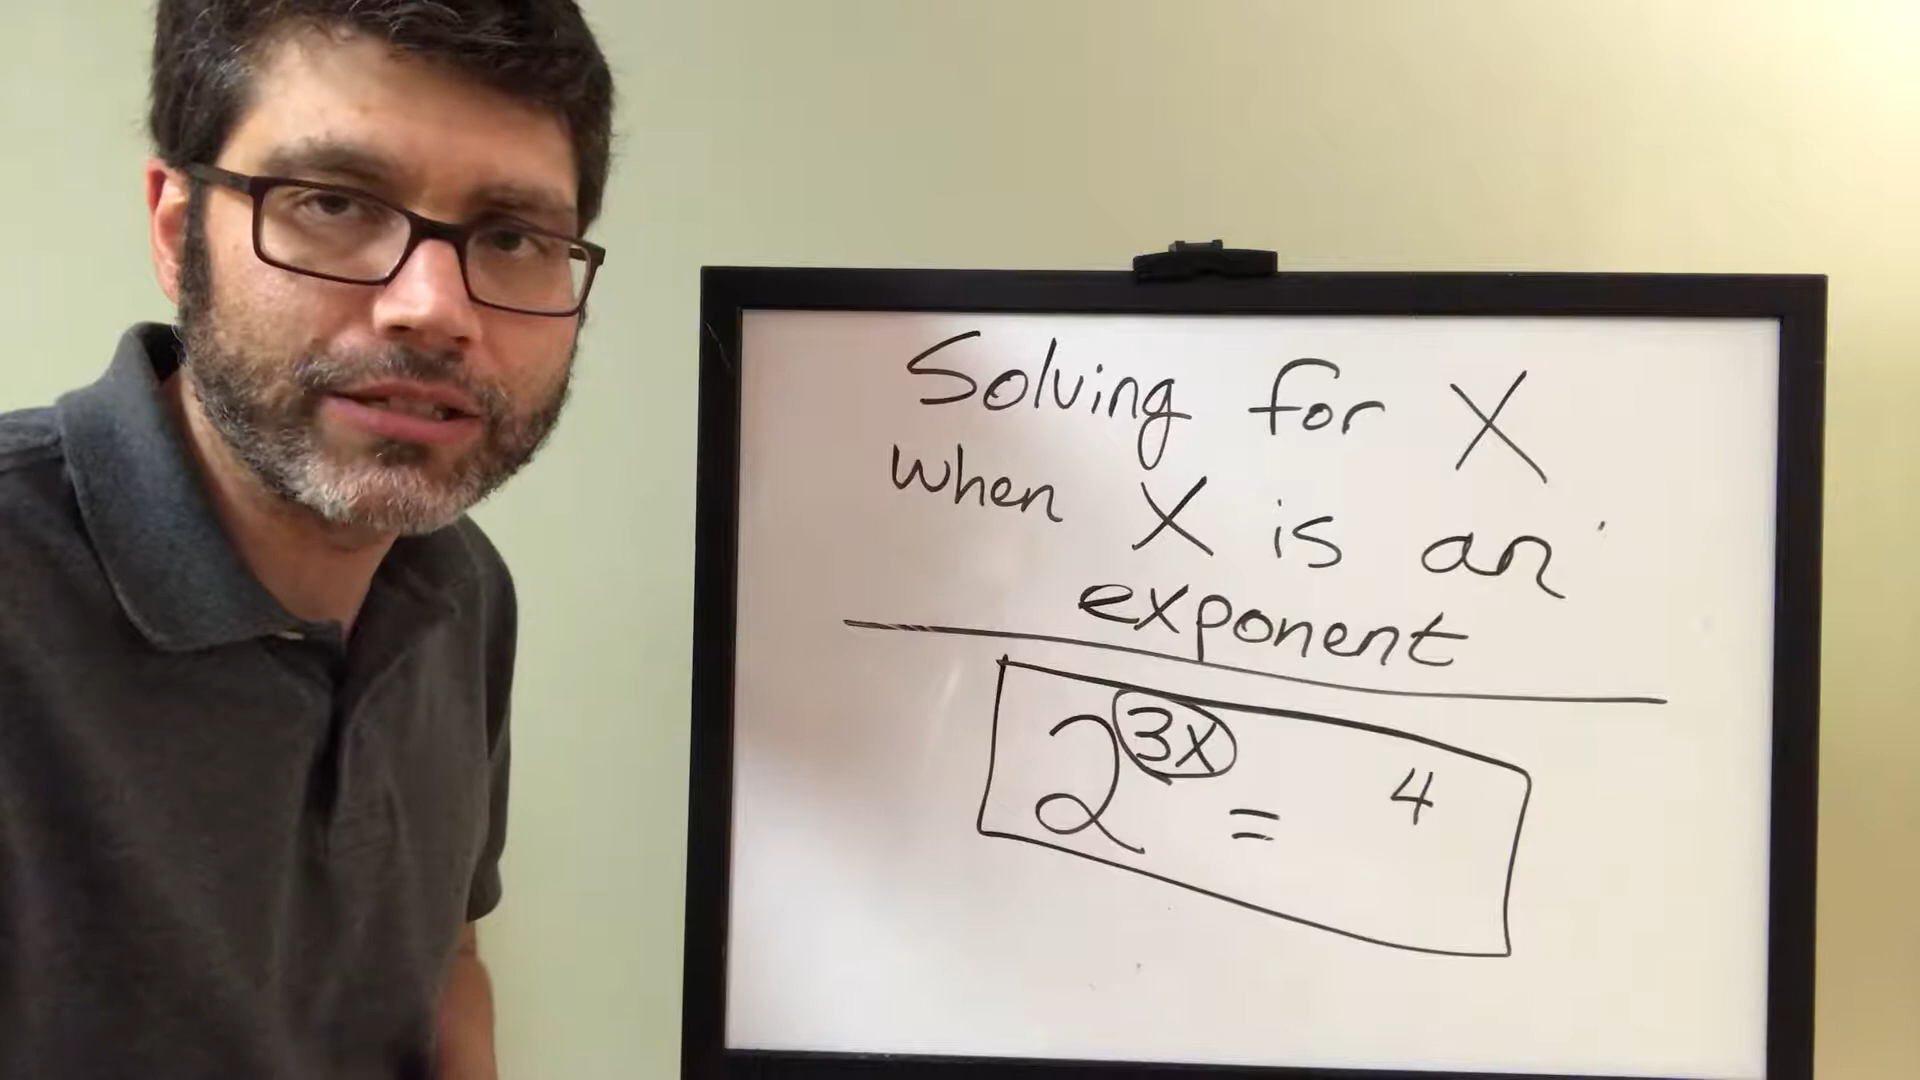 Solving for X
when X is an
exponent
2^{3x} = 4